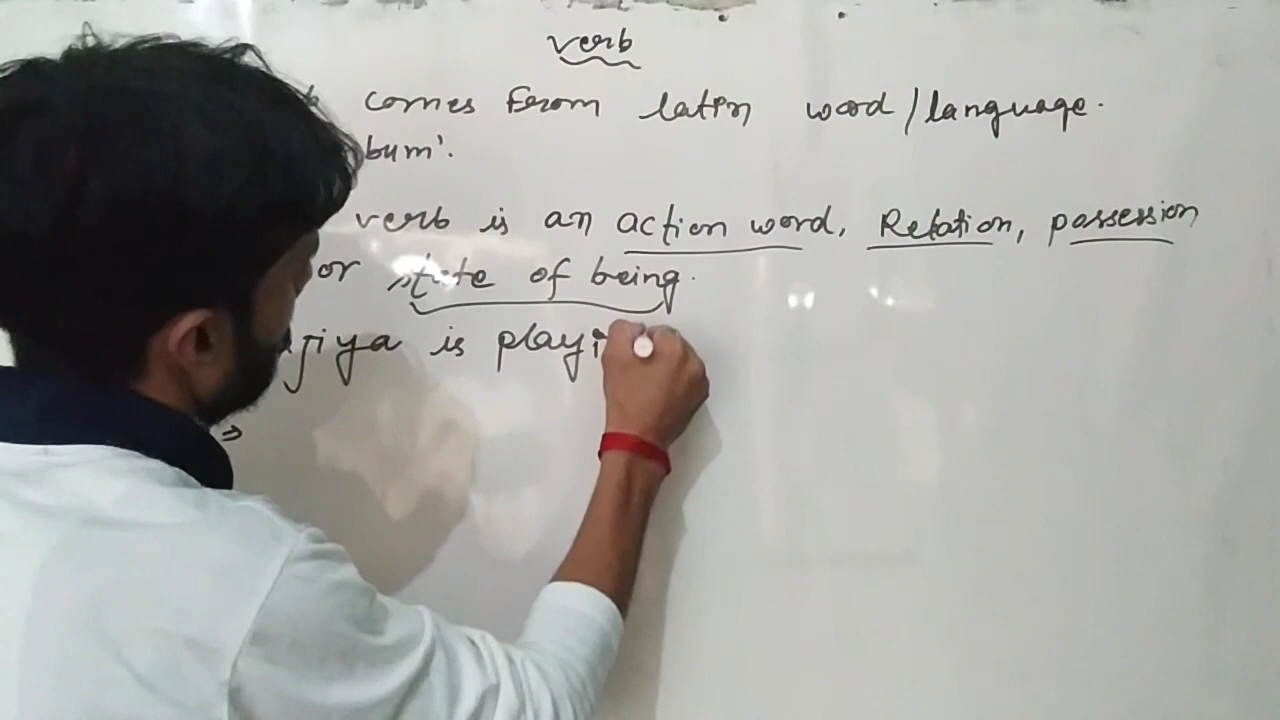 verb
comes From latin word/language.
bum'.
verb is an action word, Relation, possession
or state of being.
is playi
⇒